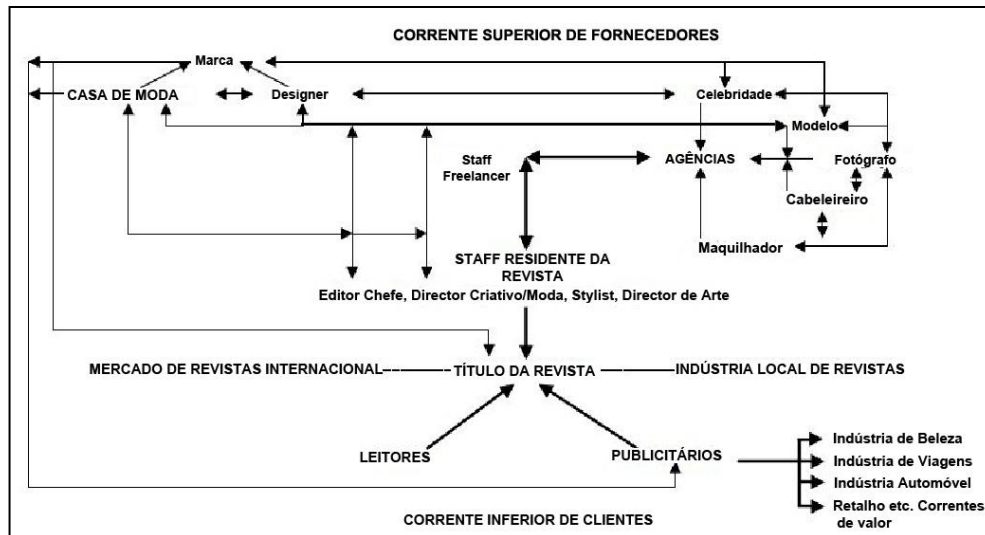 CORRENTE SUPERIOR DE FORNECEDORES
Marca
CASA DE MODA
Designer
Celebridade
Modelo
Staff
Freelancer
AGÊNCIAS
Fotógrafo
Cabeleireiro
Maquilhador
STAFF RESIDENTE DA
REVISTA
Editor Chefe, Director Criativo/Moda, Stylist, Director de Arte
MERCADO DE REVISTAS INTERNACIONAL
TÍTULO DA REVISTA
INDÚSTRIA LOCAL DE REVISTAS
LEITORES
PUBLICITÁRIOS
Indústria de Beleza
Indústria de Viagens
Indústria Automóvel
Retalho etc. Correntes
de valor
CORRENTE INFERIOR DE CLIENTES